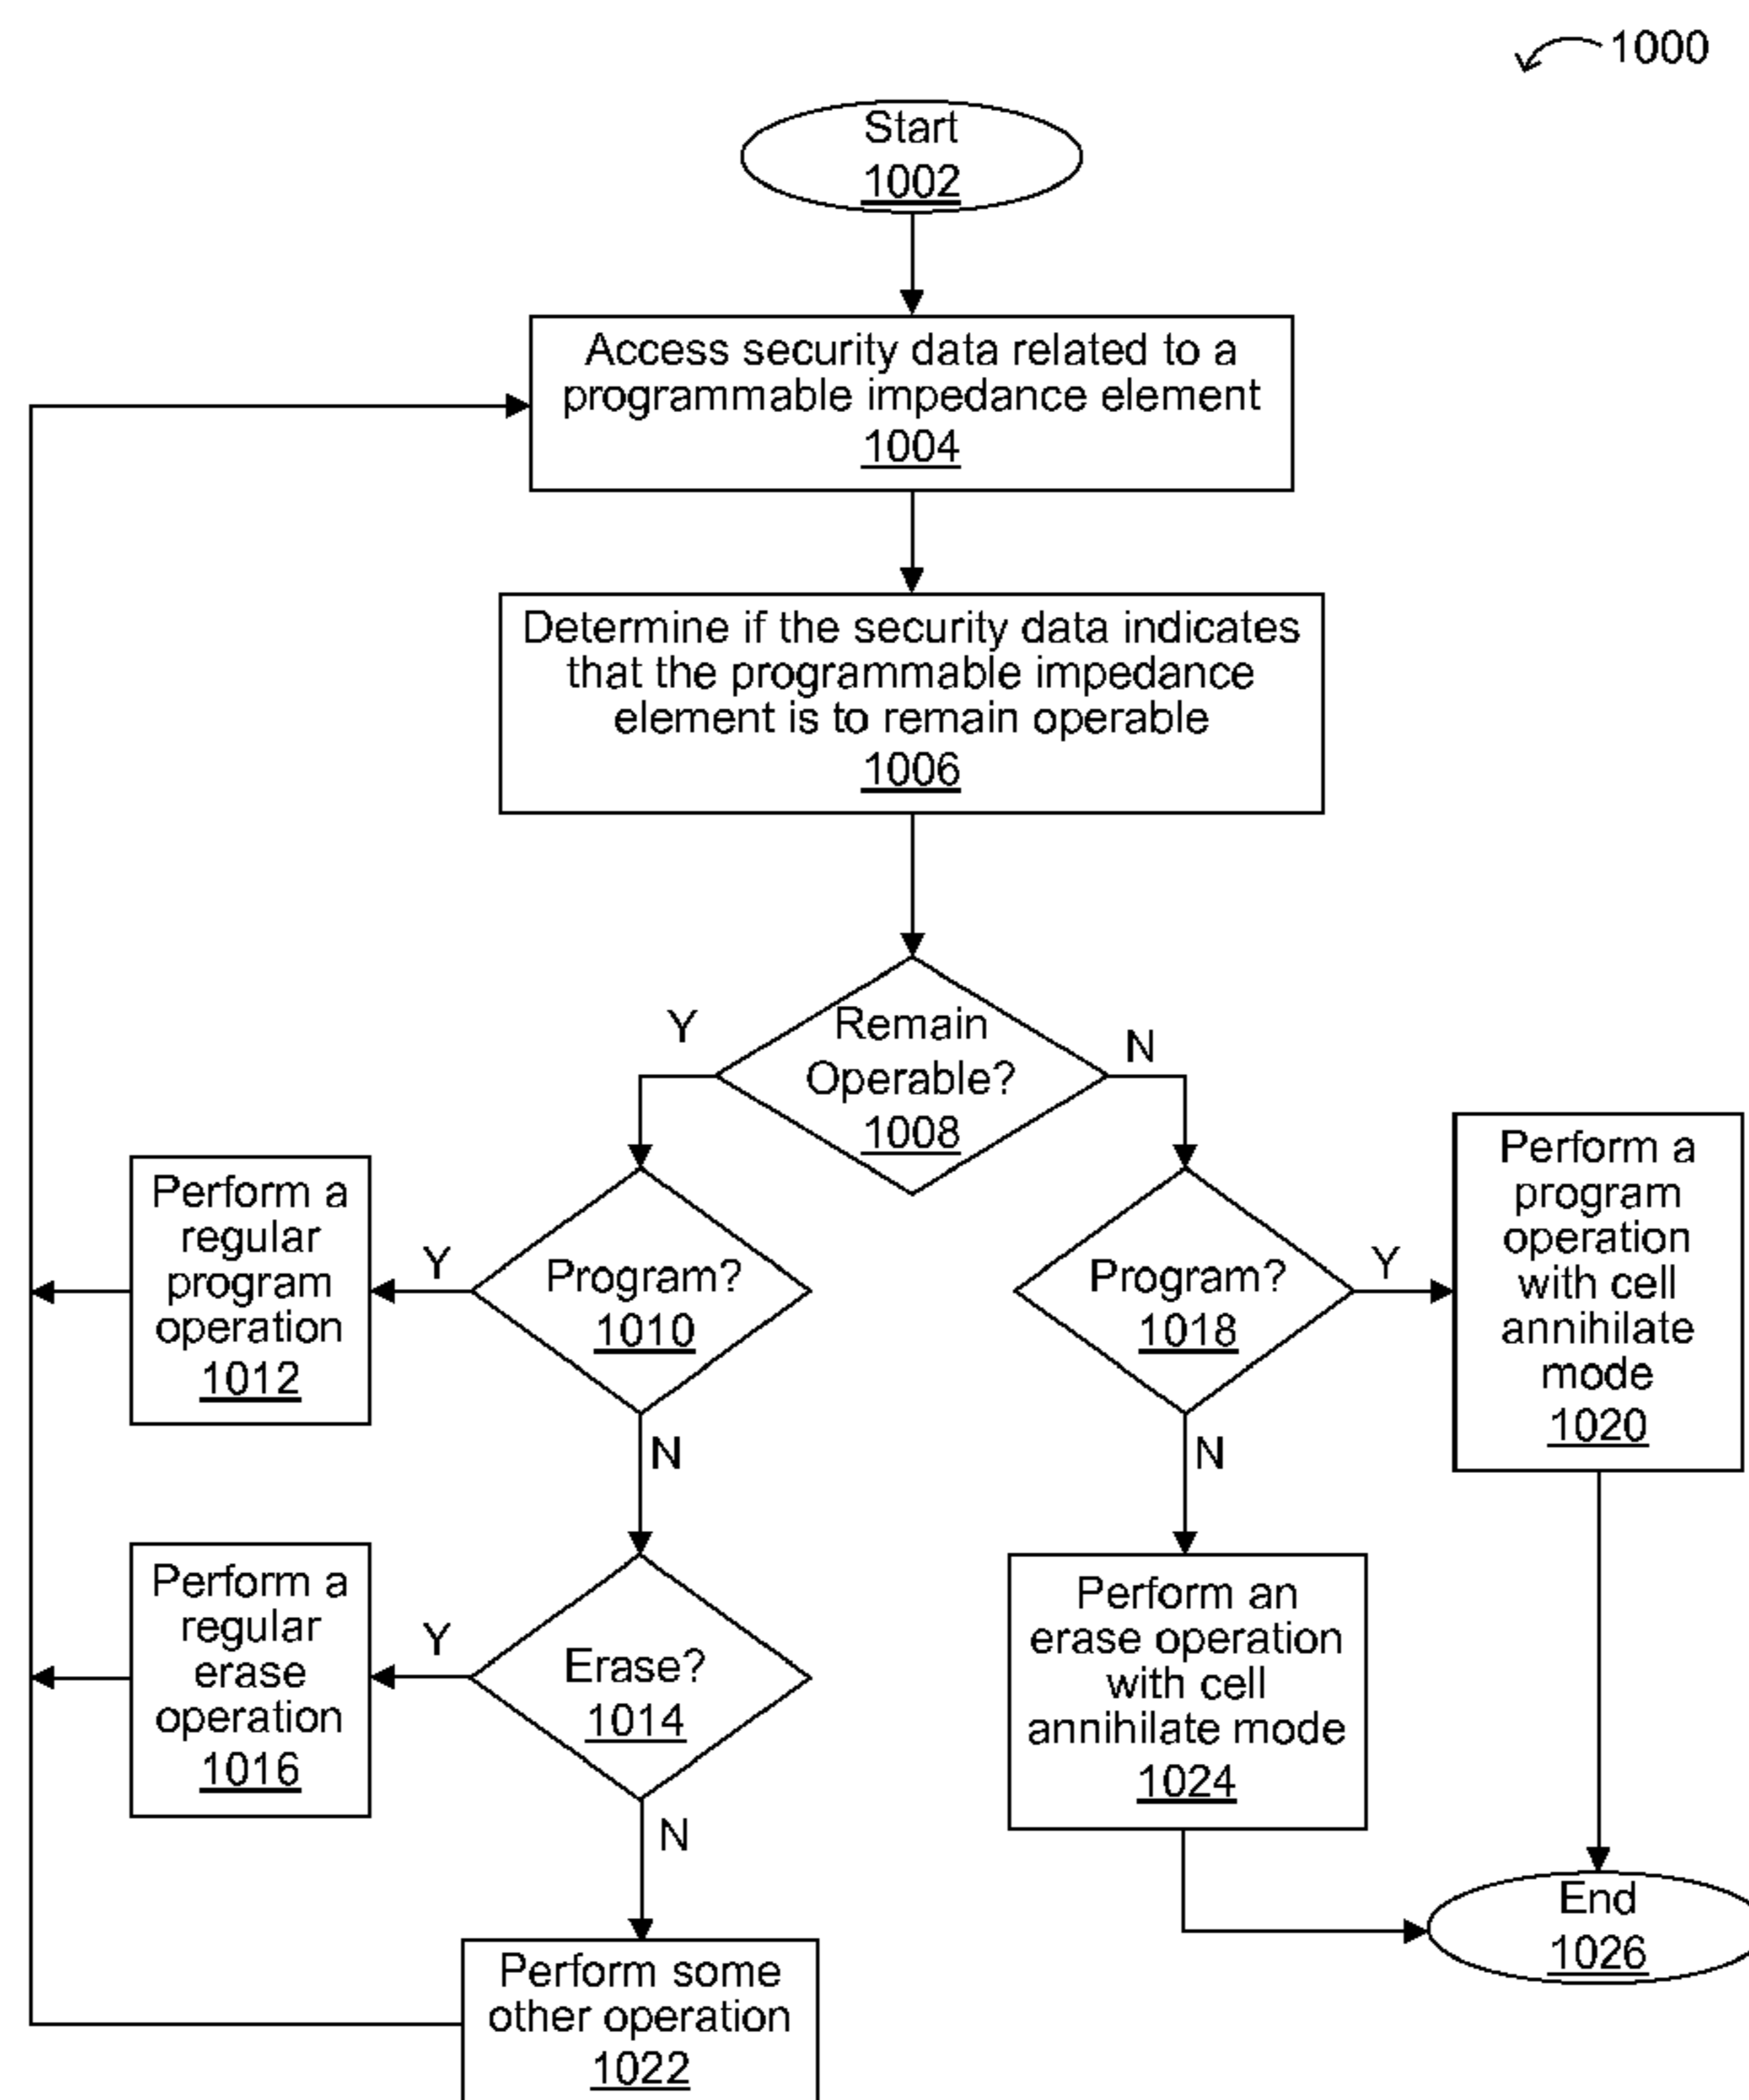 1000
Start
1002
Access security data related to a
programmable impedance element
1004
Determine if the security data indicates
that the programmable impedance
element is to remain operable
1006
Remain
Operable?
1008
Y
N
Program?
1010
Y
N
Perform a
regular
program
operation
1012
Program?
1018
Y
N
Perform a
program
operation
with cell
annihilate
mode
1020
Erase?
1014
Y
N
Perform a
regular
erase
operation
1016
Perform an
erase operation
with cell
annihilate mode
1024
Perform some
other operation
1022
End
1026